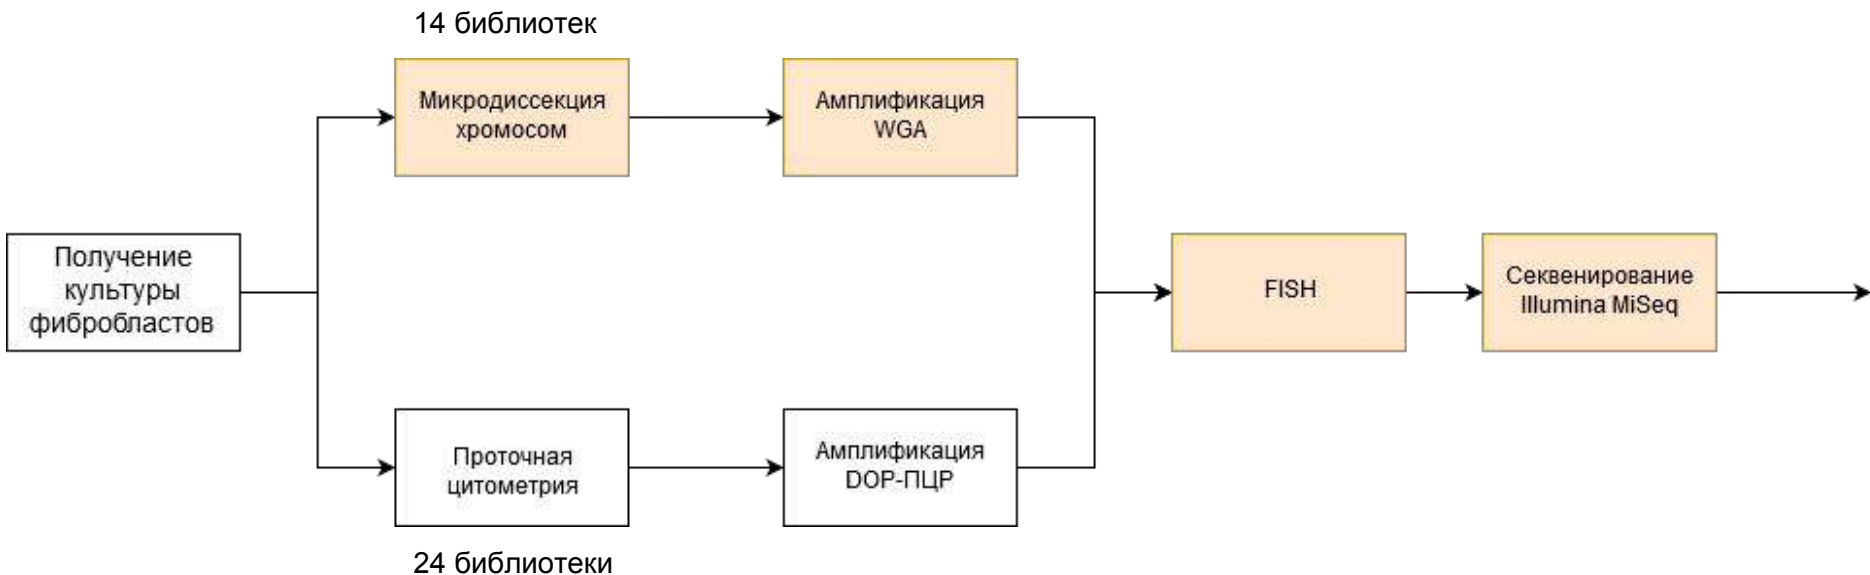 14 библиотек
Микродиссекция
хромосом
Амплификация
WGA
Получение
культуры
фибробластов
FISH
Секвенирование
Illumina MiSeq
Проточная
цитометрия
Амплификация
DOP-ПЦР
24 библиотеки